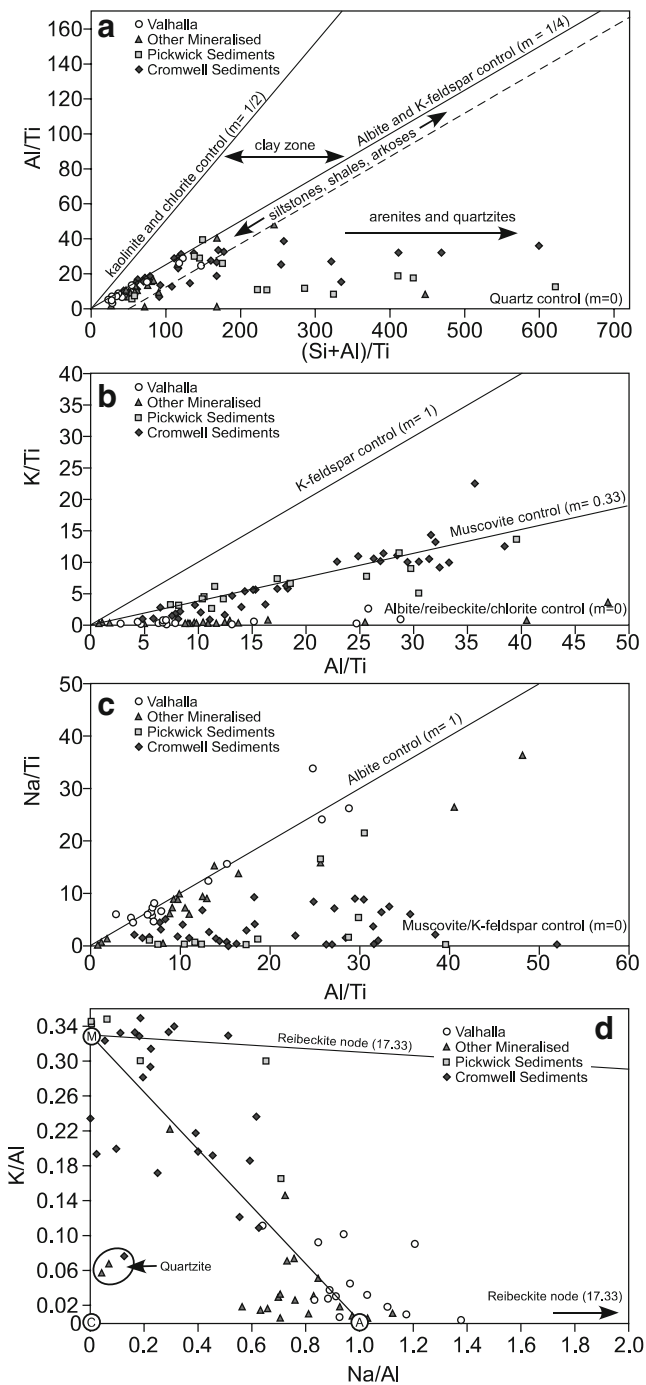 a
Valhalla
Other Mineralised
Pickwick Sediments
Cromwell Sediments
kaolinite and chlorite control (m= 1/2)
Albite and K-feldspar control (m = 1/4)
clay zone
siltstones, shales, arkoses
arenites and quartzites
Quartz control (m=0)
Al/Ti
160
140
120
100
80
60
40
20
0
0 100 200 300 400 500 600 700
(Si+Al)/Ti
b
Valhalla
Other Mineralised
Pickwick Sediments
Cromwell Sediments
K-feldspar control (m= 1)
Muscovite control (m= 0.33)
Albite/reibeckite/chlorite control (m=0)
K/Ti
40
35
30
25
20
15
10
5
0
0 5 10 15 20 25 30 35 40 45 50
Al/Ti
c
Valhalla
Other Mineralised
Pickwick Sediments
Cromwell Sediments
Albite control (m= 1)
Muscovite/K-feldspar control (m=0)
Na/Ti
50
40
30
20
10
0
0 10 20 30 40 50 60
Al/Ti
d
Reibeckite node (17.33)
Valhalla
Other Mineralised
Pickwick Sediments
Cromwell Sediments
M
Quartzite
Reibeckite node (17.33)
C
A
K/Al
0.34
0.30
0.26
0.22
0.18
0.14
0.10
0.06
0.02
0.0 0.2 0.4 0.6 0.8 1.0 1.2 1.4 1.6 1.8 2.0
Na/Al